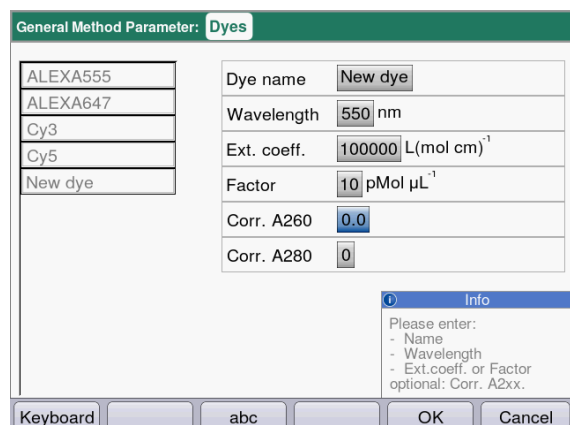 General Method Parameter: Dyes
ALEXA555
ALEXA647
Cy3
Cy5
New dye
Dye name New dye
Wavelength 550 nm
Ext. coeff. 100000 L(mol cm)⁻¹
Factor 10 pMol µL⁻¹
Corr. A260 0.0
Corr. A280 0
Info
Please enter:
- Name
- Wavelength
- Ext.coeff. or Factor
optional: Corr. A2xx.
Keyboard abc OK Cancel